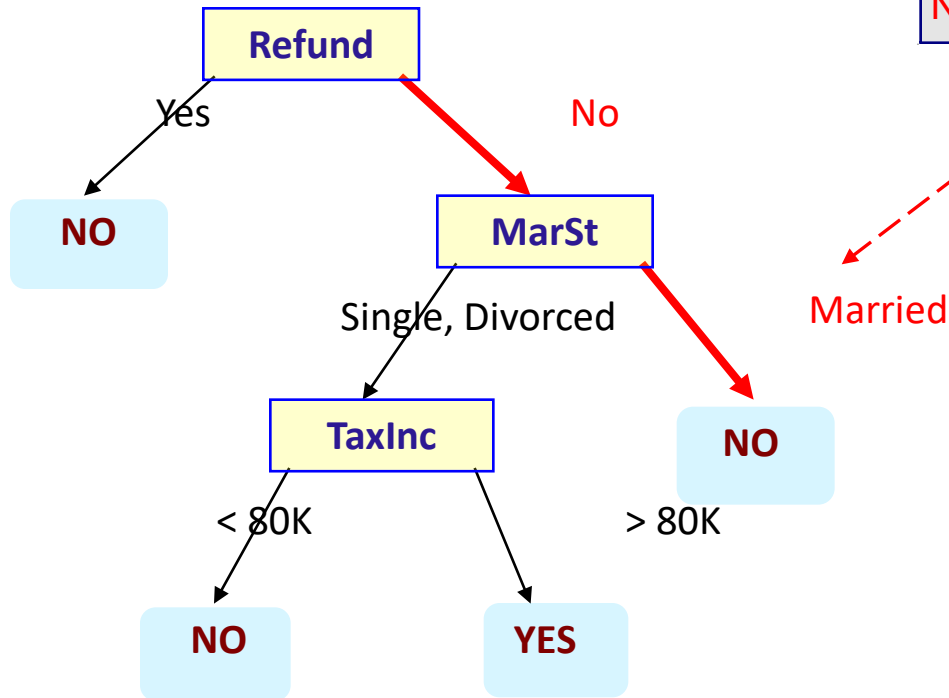 N
Refund
Yes
No
NO
MarSt
Single, Divorced
Married
TaxInc
NO
< 80K
> 80K
NO
YES